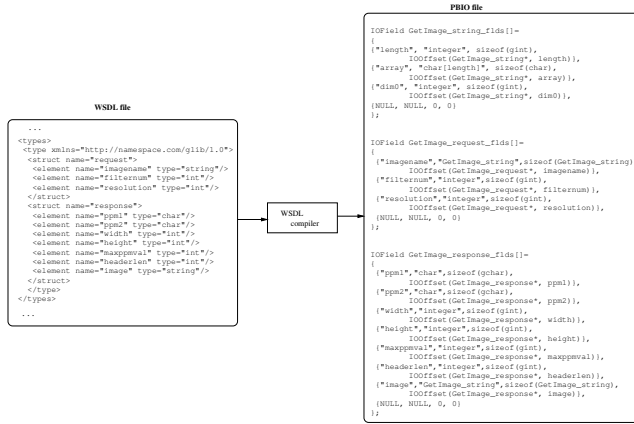 WSDL file
...
<types>
<type xmlns="http://namespace.com/glib/1.0">
<struct name="request">
<element name="imagename" type="string"/>
<element name="filternum" type="int"/>
<element name="resolution" type="int"/>
</struct>
<struct name="response">
<element name="ppm1" type="char"/>
<element name="ppm2" type="char"/>
<element name="width" type="int"/>
<element name="height" type="int"/>
<element name="maxppmval" type="int"/>
<element name="headerlen" type="int"/>
<element name="image" type="string"/>
</struct>
</type>
</types>
...
WSDL
compiler
PBIO file
IOField GetImage_string_flds[]=
{
{"length", "integer", sizeof(gint),
IOOffset(GetImage_string*, length)},
{"array", "char[length]", sizeof(char),
IOOffset(GetImage_string*, array)},
{"dim0", "integer", sizeof(gint),
IOOffset(GetImage_string*, dim0)},
{NULL, NULL, 0, 0}
};
IOField GetImage_request_flds[]=
{
{"imagename","GetImage_string",sizeof(GetImage_string)
IOOffset(GetImage_request*, imagename)},
{"filternum","integer",sizeof(gint),
IOOffset(GetImage_request*, filternum)},
{"resolution","integer",sizeof(gint),
IOOffset(GetImage_request*, resolution)},
{NULL, NULL, 0, 0}
};
IOField GetImage_response_flds[]=
{
{"ppm1","char",sizeof(gchar),
IOOffset(GetImage_response*, ppm1)},
{"ppm2","char",sizeof(gchar),
IOOffset(GetImage_response*, ppm2)},
{"width","integer",sizeof(gint),
IOOffset(GetImage_response*, width)},
{"height","integer",sizeof(gint),
IOOffset(GetImage_response*, height)},
{"maxppmval","integer",sizeof(gint),
IOOffset(GetImage_response*, maxppmval)},
{"headerlen","integer",sizeof(gint),
IOOffset(GetImage_response*, headerlen)},
{"image","GetImage_string",sizeof(GetImage_string),
IOOffset(GetImage_response*, image)},
{NULL, NULL, 0, 0}
};